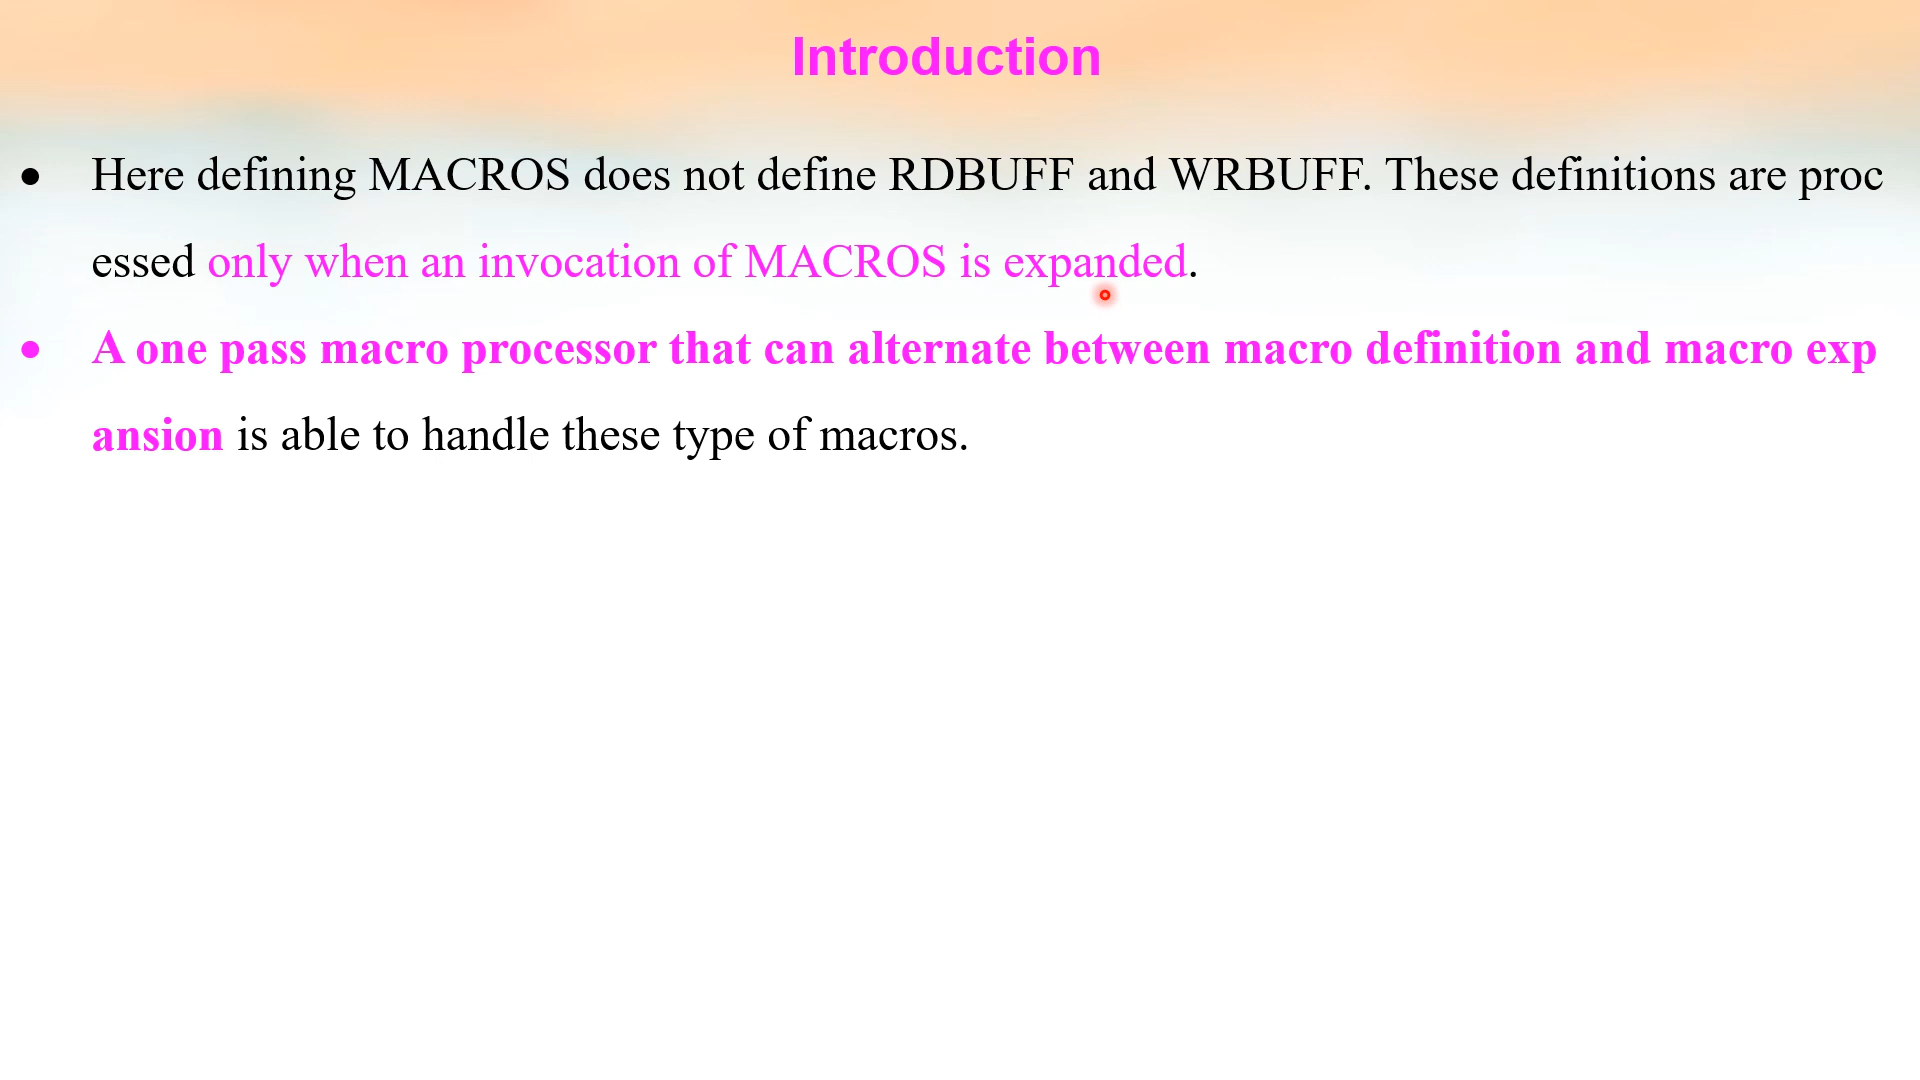 Introduction
• Here defining MACROS does not define RDBUFF and WRBUFF. These definitions are proc
essed only when an invocation of MACROS is expanded.
• A one pass macro processor that can alternate between macro definition and macro exp
ansion is able to handle these type of macros.